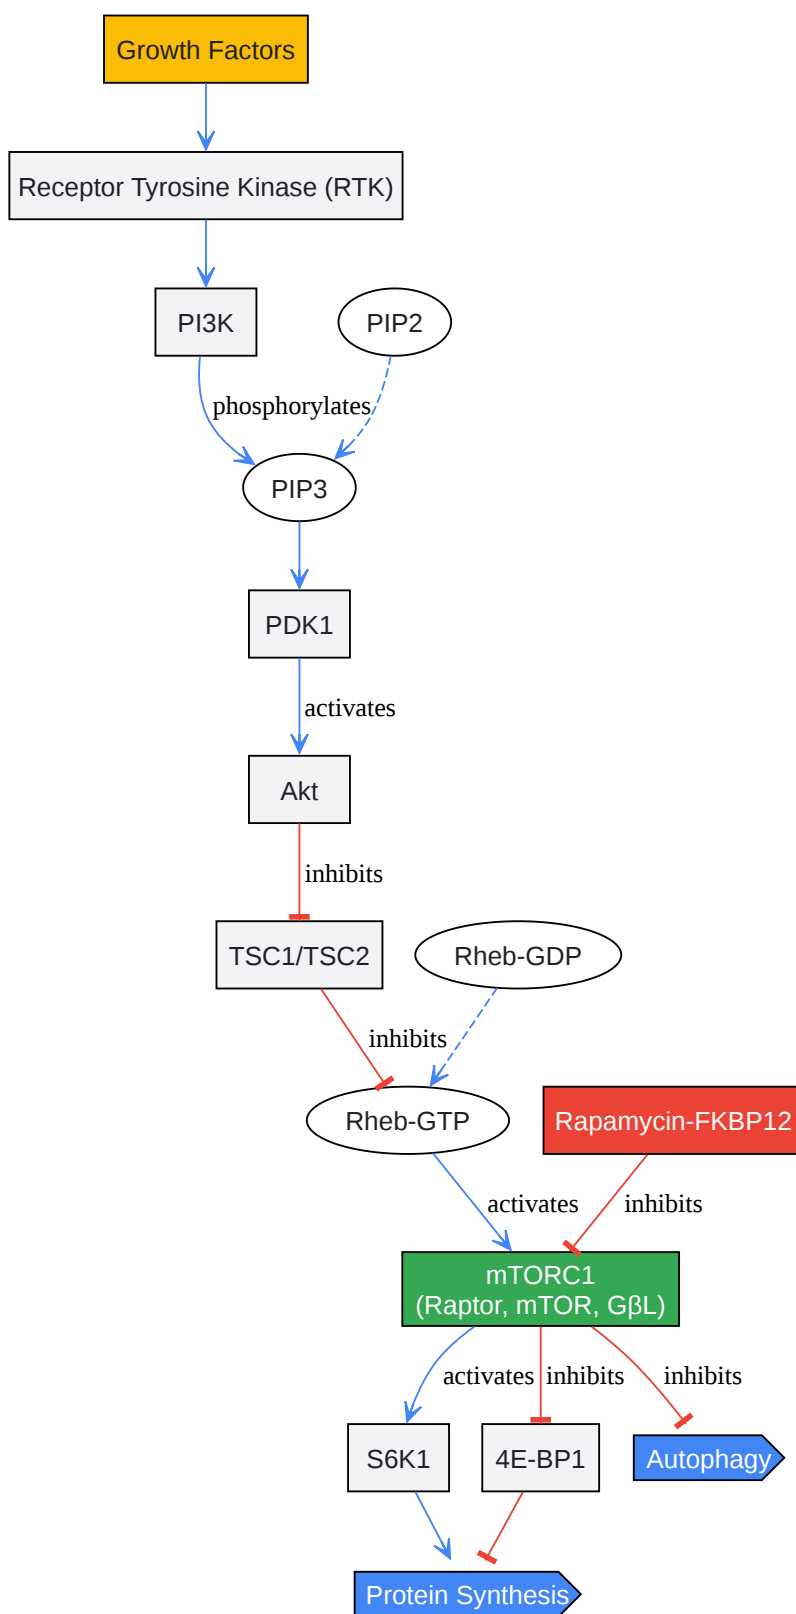 Growth Factors
Receptor Tyrosine Kinase (RTK)
PI3K
PIP2
phosphorylates
PIP3
PDK1
activates
Akt
inhibits
TSC1/TSC2
Rheb-GDP
inhibits
Rheb-GTP
Rapamycin-FKBP12
activates
inhibits
mTORC1
(Raptor, mTOR, GβL)
activates
inhibits
inhibits
S6K1
4E-BP1
Autophagy
Protein Synthesis